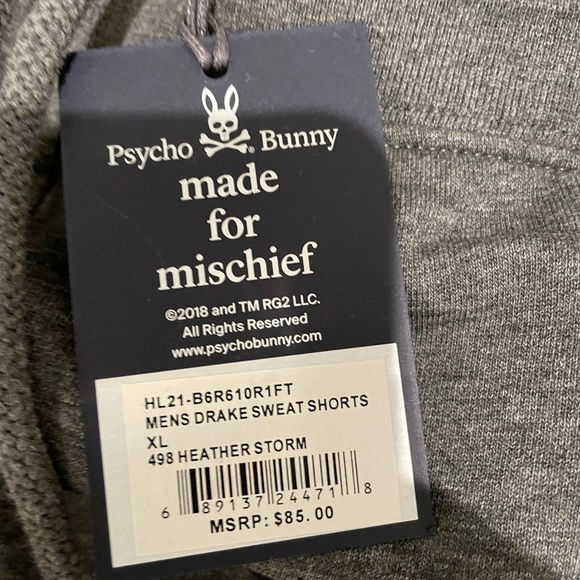 Psycho Bunny
made
for
mischief
©2018 and TM RG2 LLC.
All Rights Reserved
www.psychobunny.com
HL21-B6R610R1FT
MENS DRAKE SWEAT SHORTS
XL
498 HEATHER STORM
6 89137 24471 8
MSRP: $85.00